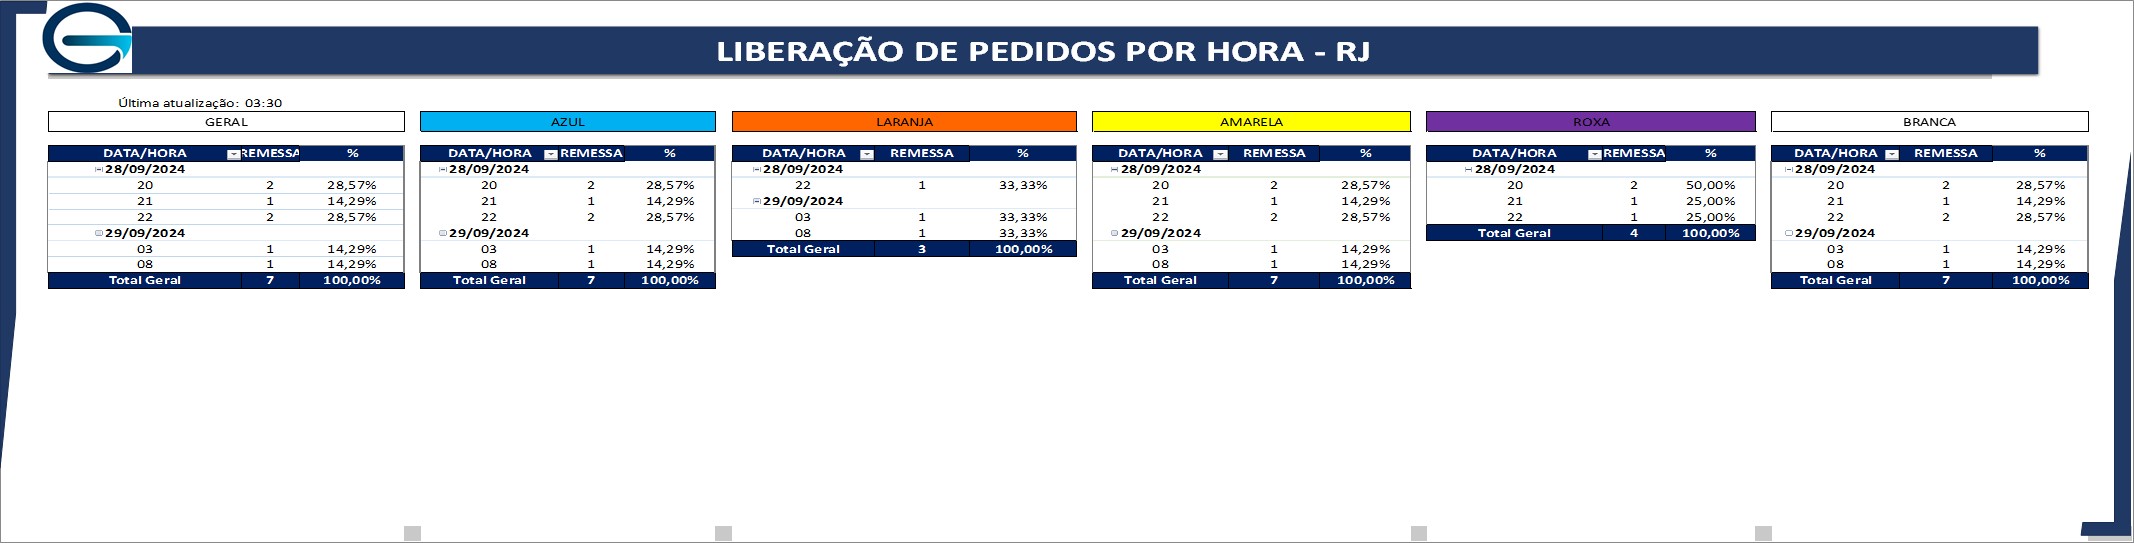 LIBERAÇÃO DE PEDIDOS POR HORA - RJ
Última atualização: 03:30
GERAL
DATA/HORA REMESSA %
28/09/2024
20 2 28,57%
21 1 14,29%
22 2 28,57%
29/09/2024
03 1 14,29%
08 1 14,29%
Total Geral 7 100,00%
AZUL
DATA/HORA REMESSA %
28/09/2024
20 2 28,57%
21 1 14,29%
22 2 28,57%
29/09/2024
03 1 14,29%
08 1 14,29%
Total Geral 7 100,00%
LARANJA
DATA/HORA REMESSA %
28/09/2024
22 1 33,33%
29/09/2024
03 1 33,33%
08 1 33,33%
Total Geral 3 100,00%
AMARELA
DATA/HORA REMESSA %
28/09/2024
20 2 28,57%
21 1 14,29%
22 2 28,57%
29/09/2024
03 1 14,29%
08 1 14,29%
Total Geral 7 100,00%
ROXA
DATA/HORA REMESSA %
28/09/2024
20 2 50,00%
21 1 25,00%
22 1 25,00%
Total Geral 4 100,00%
BRANCA
DATA/HORA REMESSA %
28/09/2024
20 2 28,57%
21 1 14,29%
22 2 28,57%
29/09/2024
03 1 14,29%
08 1 14,29%
Total Geral 7 100,00%